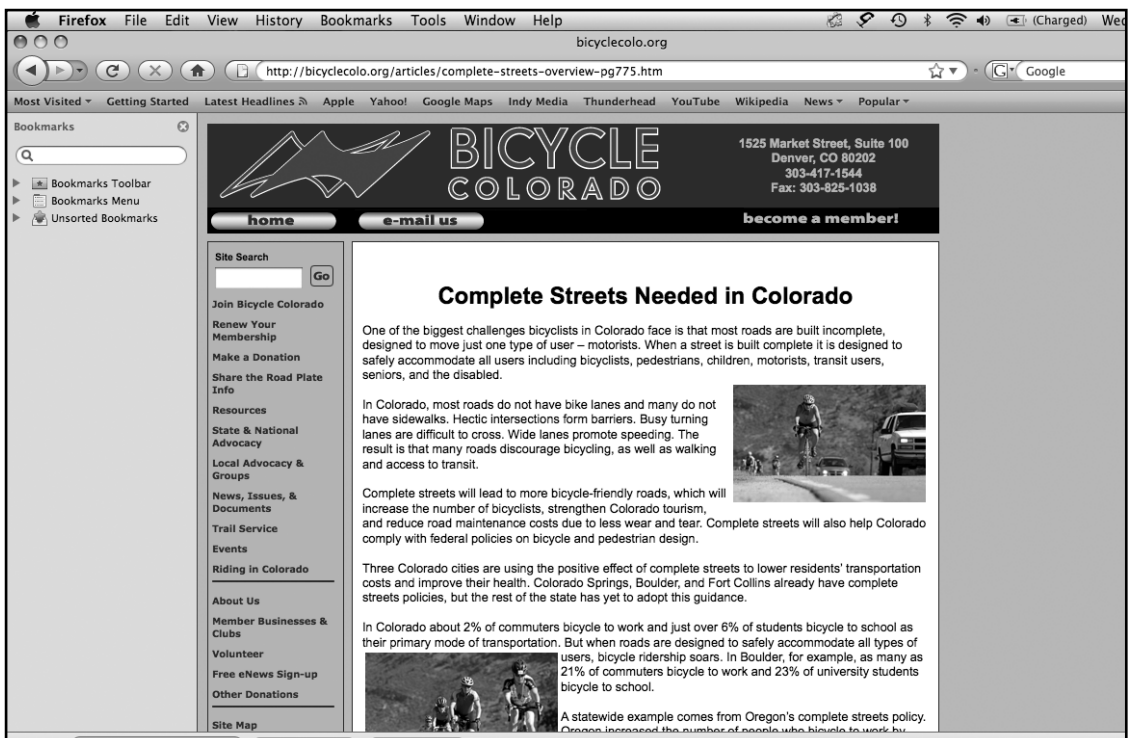 Firefox File Edit View History Bookmarks Tools Window Help (Charged) Wed
bicyclecolo.org
http://bicyclecolo.org/articles/complete-streets-overview-pg775.htm
G Google
Most Visited Getting Started Latest Headlines Apple Yahoo! Google Maps Indy Media Thunderhead YouTube Wikipedia News Popular
Bookmarks
Bookmarks Toolbar
Bookmarks Menu
Unsorted Bookmarks
BICYCLE
COLORADO
1525 Market Street, Suite 100
Denver, CO 80202
303-417-1544
Fax: 303-825-1038
home e-mail us become a member!
Site Search
Go
Join Bicycle Colorado
Renew Your
Membership
Make a Donation
Share the Road Plate
Info
Resources
State & National
Advocacy
Local Advocacy &
Groups
News, Issues, &
Documents
Trail Service
Events
Riding in Colorado
About Us
Member Businesses &
Clubs
Volunteer
Free eNews Sign-up
Other Donations
Site Map
Complete Streets Needed in Colorado
One of the biggest challenges bicyclists in Colorado face is that most roads are built incomplete,
designed to move just one type of user – motorists. When a street is built complete it is designed to
safely accommodate all users including bicyclists, pedestrians, children, motorists, transit users,
seniors, and the disabled.
In Colorado, most roads do not have bike lanes and many do not
have sidewalks. Hectic intersections form barriers. Busy turning
lanes are difficult to cross. Wide lanes promote speeding. The
result is that many roads discourage bicycling, as well as walking
and access to transit.
Complete streets will lead to more bicycle-friendly roads, which will
increase the number of bicyclists, strengthen Colorado tourism,
and reduce road maintenance costs due to less wear and tear. Complete streets will also help Colorado
comply with federal policies on bicycle and pedestrian design.
Three Colorado cities are using the positive effect of complete streets to lower residents' transportation
costs and improve their health. Colorado Springs, Boulder, and Fort Collins already have complete
streets policies, but the rest of the state has yet to adopt this guidance.
In Colorado about 2% of commuters bicycle to work and just over 6% of students bicycle to school as
their primary mode of transportation. But when roads are designed to safely accommodate all types of
users, bicycle ridership soars. In Boulder, for example, as many as
21% of commuters bicycle to work and 23% of university students
bicycle to school.
A statewide example comes from Oregon's complete streets policy.
Oregon increased the number of people who bicycle to work by